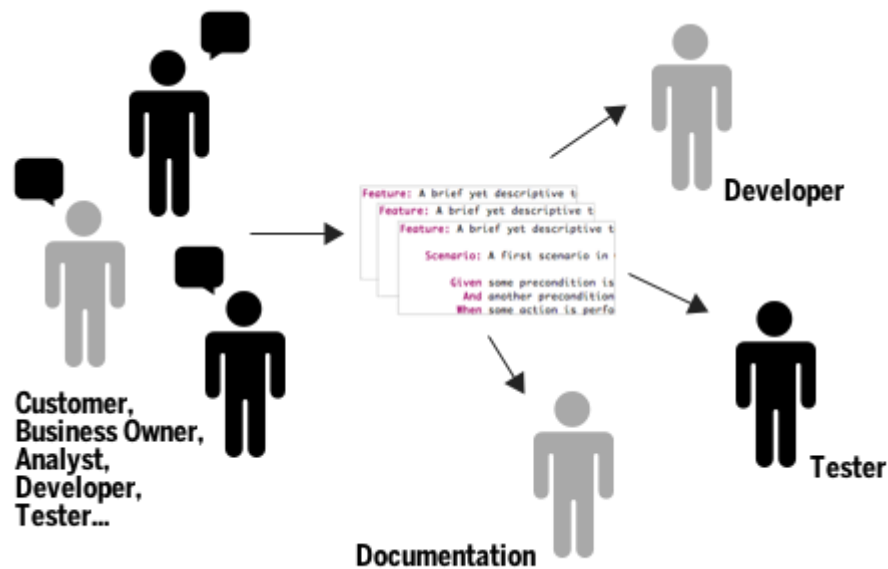 Feature: A brief yet descriptive t
Feature: A brief yet descriptive t
Feature: A brief yet descriptive t
Scenario: A first scenario in
Given some precondition is
And another precondition
When some action is perfo
Developer
Tester
Customer,
Business Owner,
Analyst,
Developer,
Tester...
Documentation